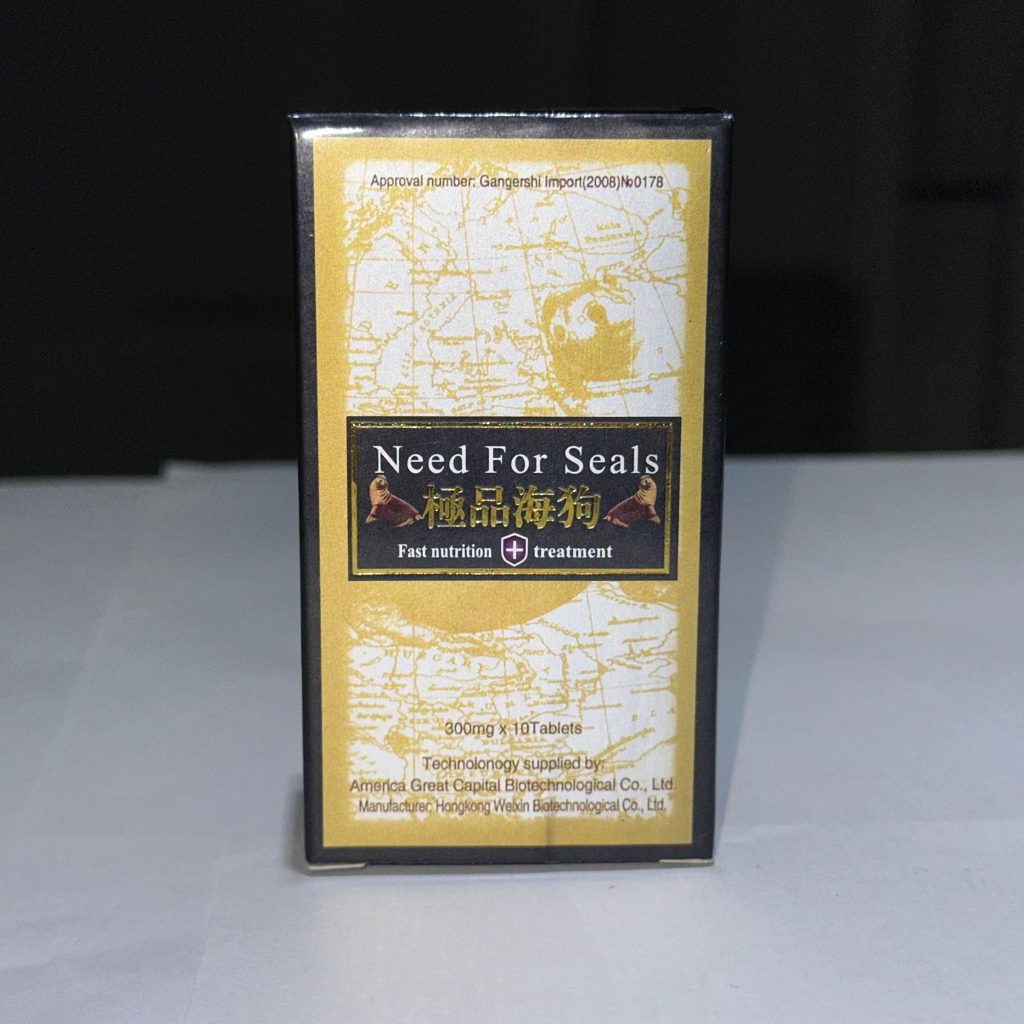 Approval number: Gangershi Import(2008)№0178
Need For Seals
極品海狗
Fast nutrition treatment
300mg x 10Tablets
Technolonogy supplied by:
America Great Capital Biotechnological Co., Ltd.
Manufacturer: Hongkong Weixin Biotechnological Co., Ltd.